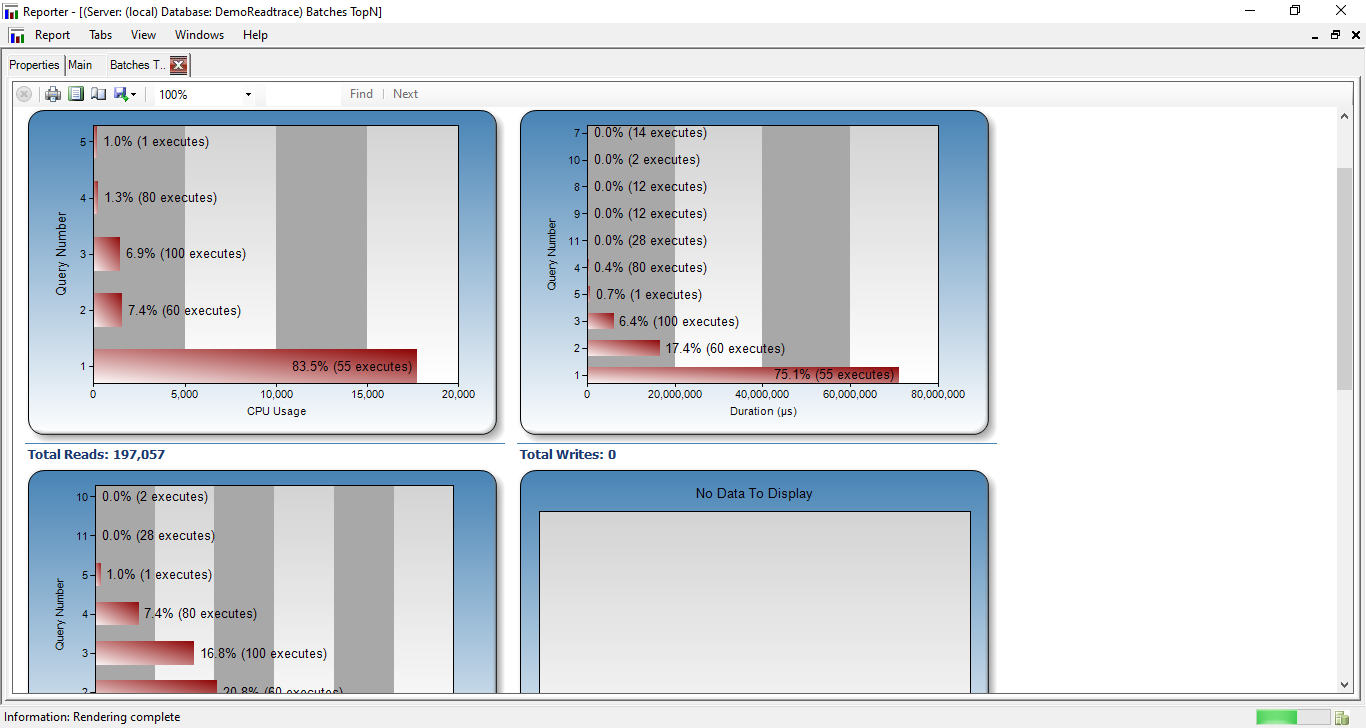 Reporter - [(Server: (local) Database: DemoReadtrace) Batches TopN]
Report Tabs View Windows Help
Properties Main Batches T..
100% Find Next
Query Number
5 1.0% (1 executes)
4 1.3% (80 executes)
3 6.9% (100 executes)
2 7.4% (60 executes)
1 83.5% (55 executes)
0 5,000 10,000 15,000 20,000
CPU Usage
Query Number
7 0.0% (14 executes)
10 0.0% (2 executes)
8 0.0% (12 executes)
9 0.0% (12 executes)
11 0.0% (28 executes)
4 0.4% (80 executes)
5 0.7% (1 executes)
3 6.4% (100 executes)
2 17.4% (60 executes)
1 75.1% (55 executes)
0 20,000,000 40,000,000 60,000,000 80,000,000
Duration (µs)
Total Reads: 197,057
Query Number
10 0.0% (2 executes)
11 0.0% (28 executes)
5 1.0% (1 executes)
4 7.4% (80 executes)
3 16.8% (100 executes)
2 20.8% (60 executes)
Total Writes: 0
No Data To Display
Information: Rendering complete